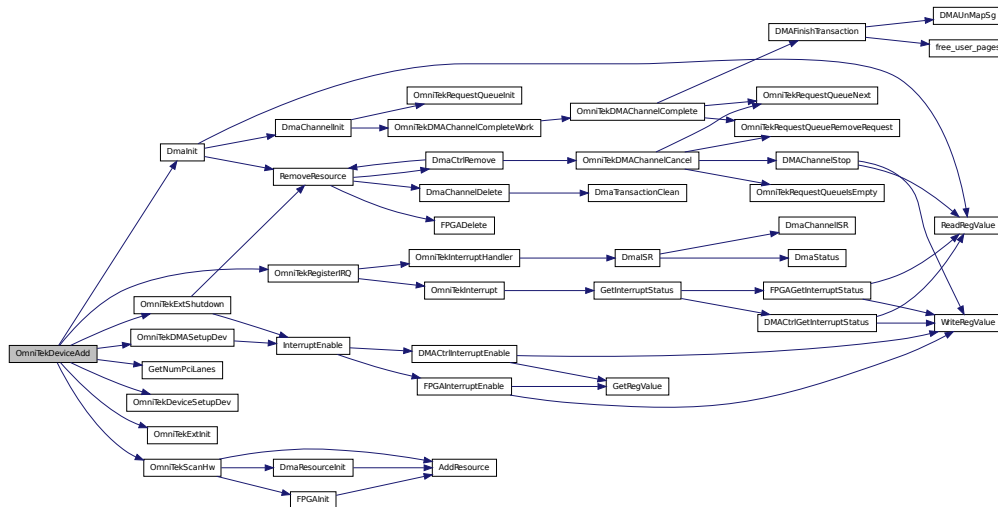 DMAUnMapSg
DMAFinishTransaction
free_user_pages
OmniTekRequestQueueInit
OmniTekRequestQueueNext
DmaChannelInit
OmniTekDMAChannelCompleteWork
OmniTekDMAChannelComplete
OmniTekRequestQueueRemoveRequest
DmaInit
DmaCtrlRemove
OmniTekDMAChannelCancel
DMAChannelStop
RemoveResource
DmaChannelDelete
DmaTransactionClean
OmniTekRequestQueueIsEmpty
FPGADelete
DmaChannelISR
ReadRegValue
OmniTekInterruptHandler
DmaISR
DmaStatus
OmniTekRegisterIRQ
OmniTekInterrupt
GetInterruptStatus
FPGAGetInterruptStatus
OmniTekExtShutdown
DMACtrlGetInterruptStatus
WriteRegValue
OmniTekDMASetupDev
InterruptEnable
DMACtrlInterruptEnable
OmniTekDeviceAdd
GetNumPciLanes
FPGAInterruptEnable
GetRegValue
OmniTekDeviceSetupDev
OmniTekExtInit
OmniTekScanHw
DmaResourceInit
AddResource
FPGAInit